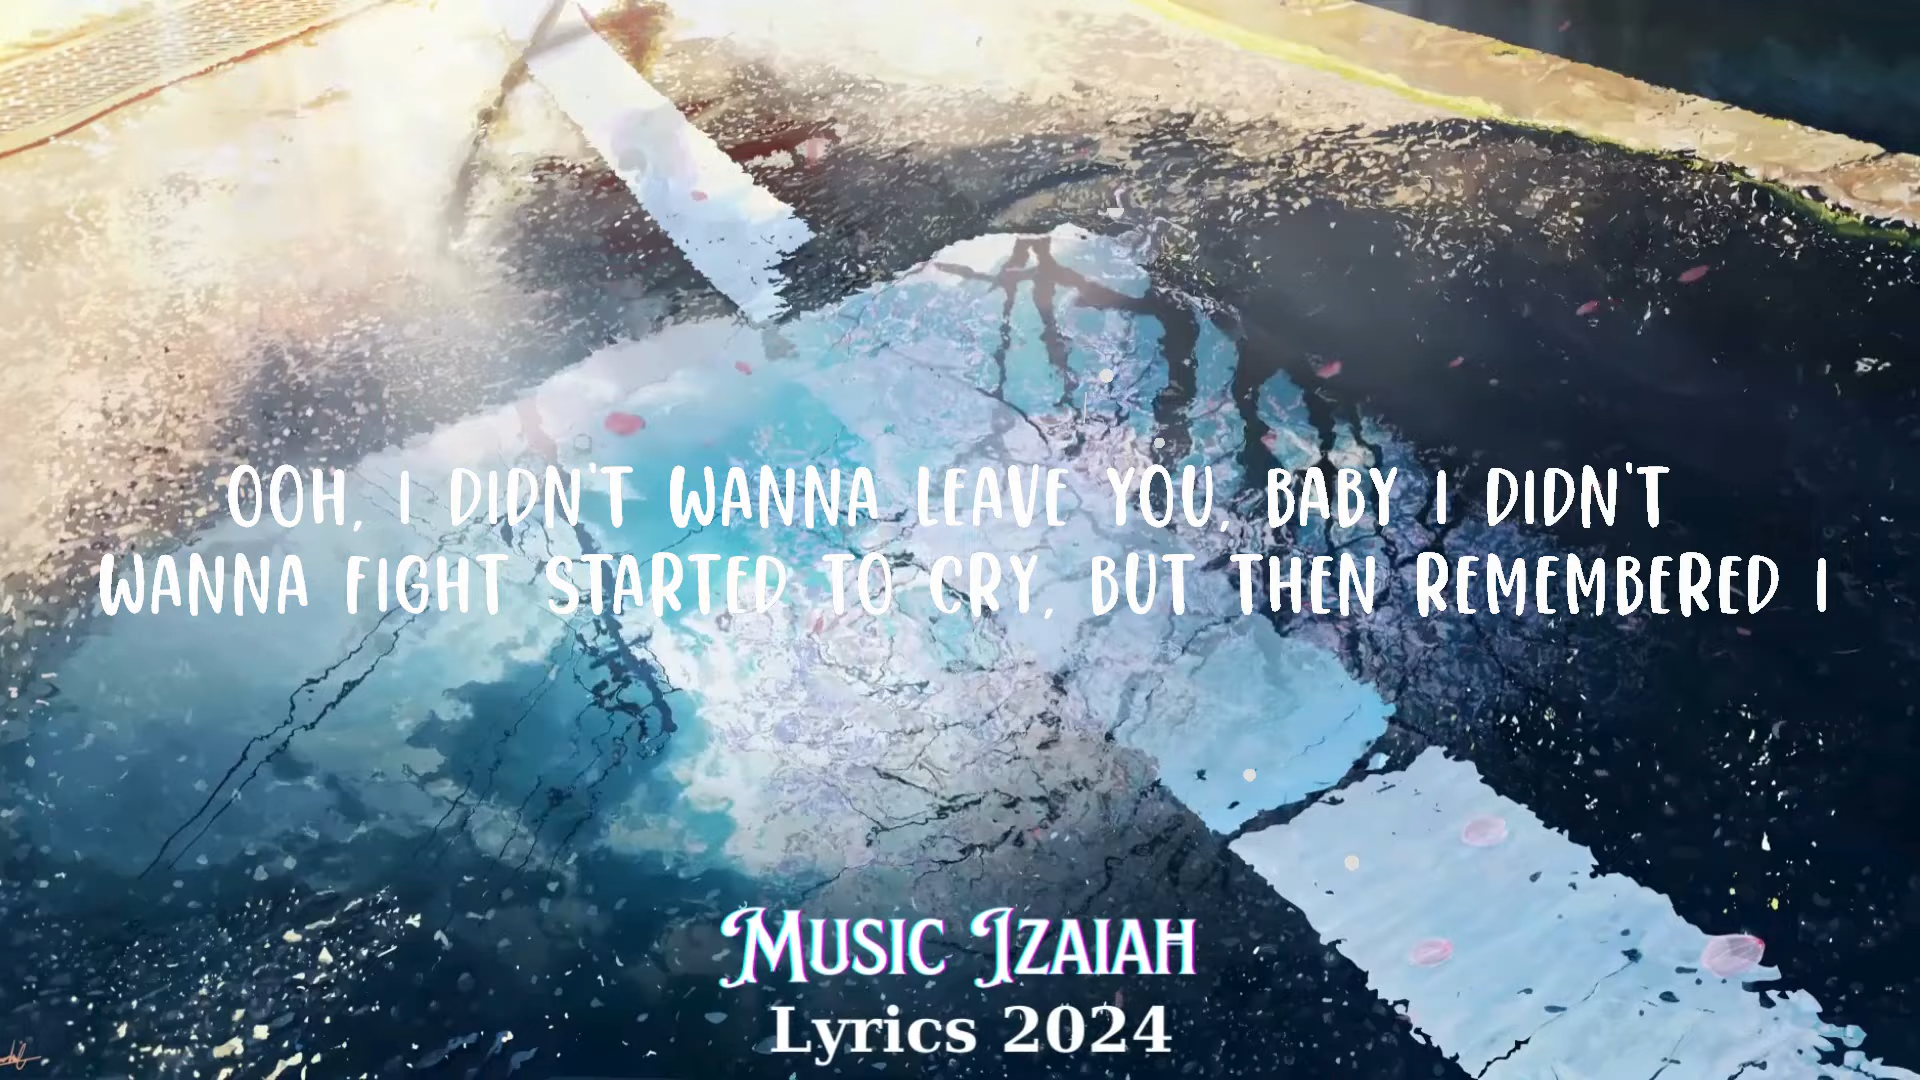 OOH, I DIDN'T WANNA LEAVE YOU, BABY I DIDN'T
WANNA FIGHT STARTED TO CRY, BUT THEN REMEMBERED I
MUSIC IZAIAH
Lyrics 2024